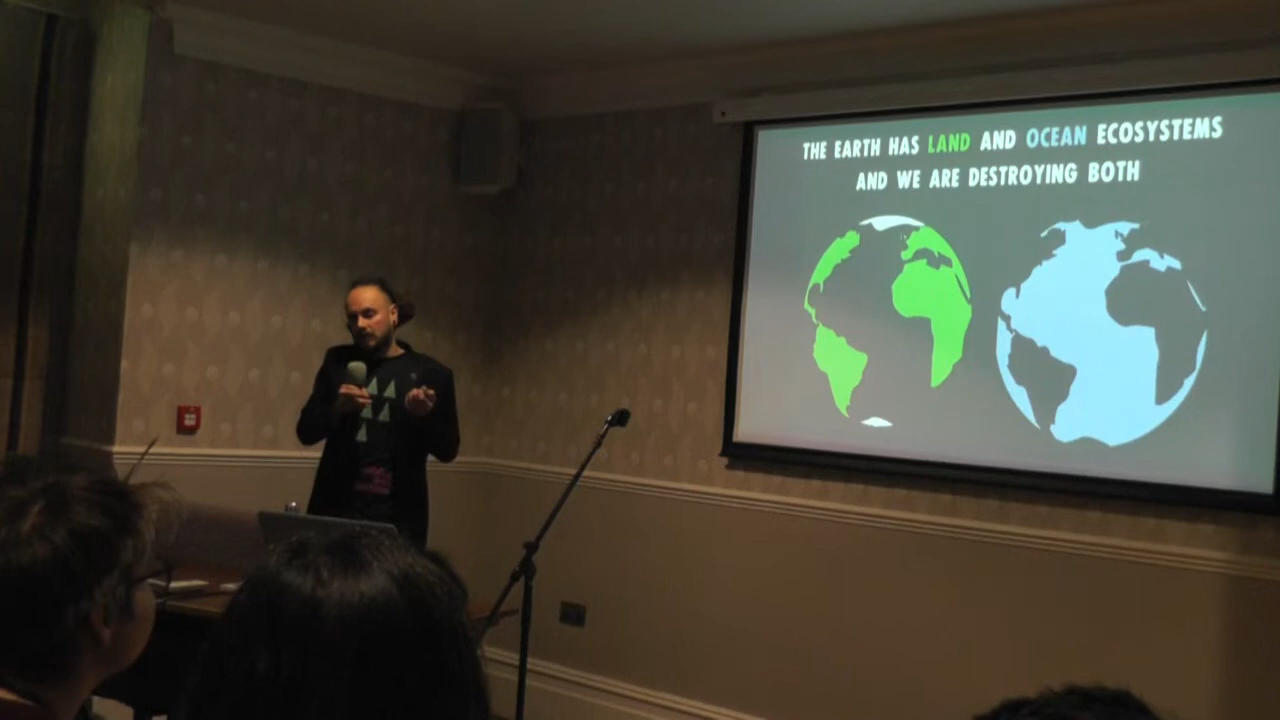 THE EARTH HAS LAND AND OCEAN ECOSYSTEMS
AND WE ARE DESTROYING BOTH